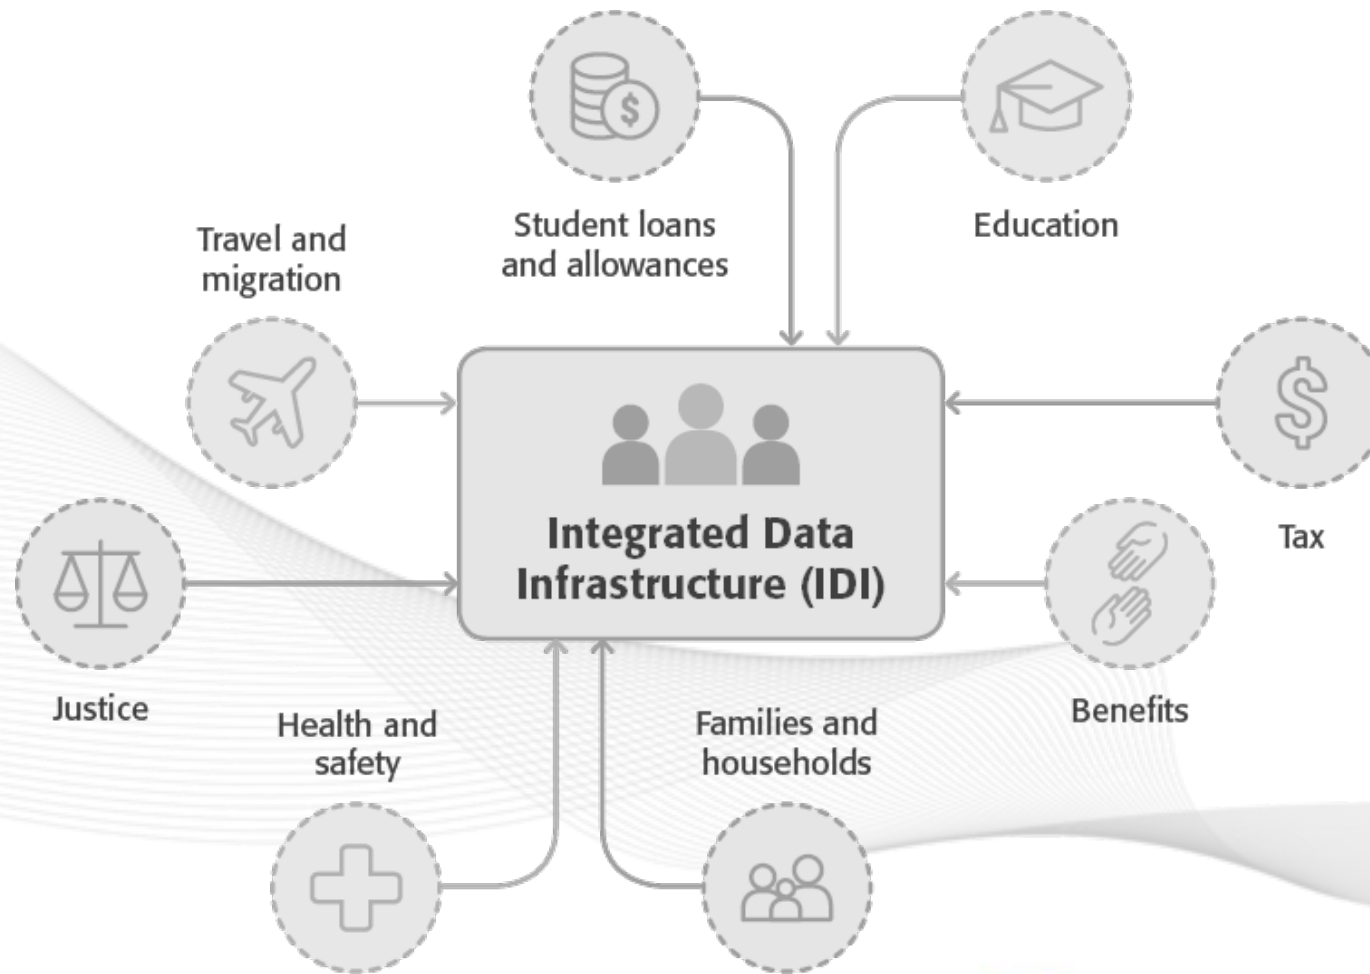 Student loans
and allowances
Education
Travel and
migration
Integrated Data
Infrastructure (IDI)
Tax
Justice
Benefits
Health and
safety
Families and
households